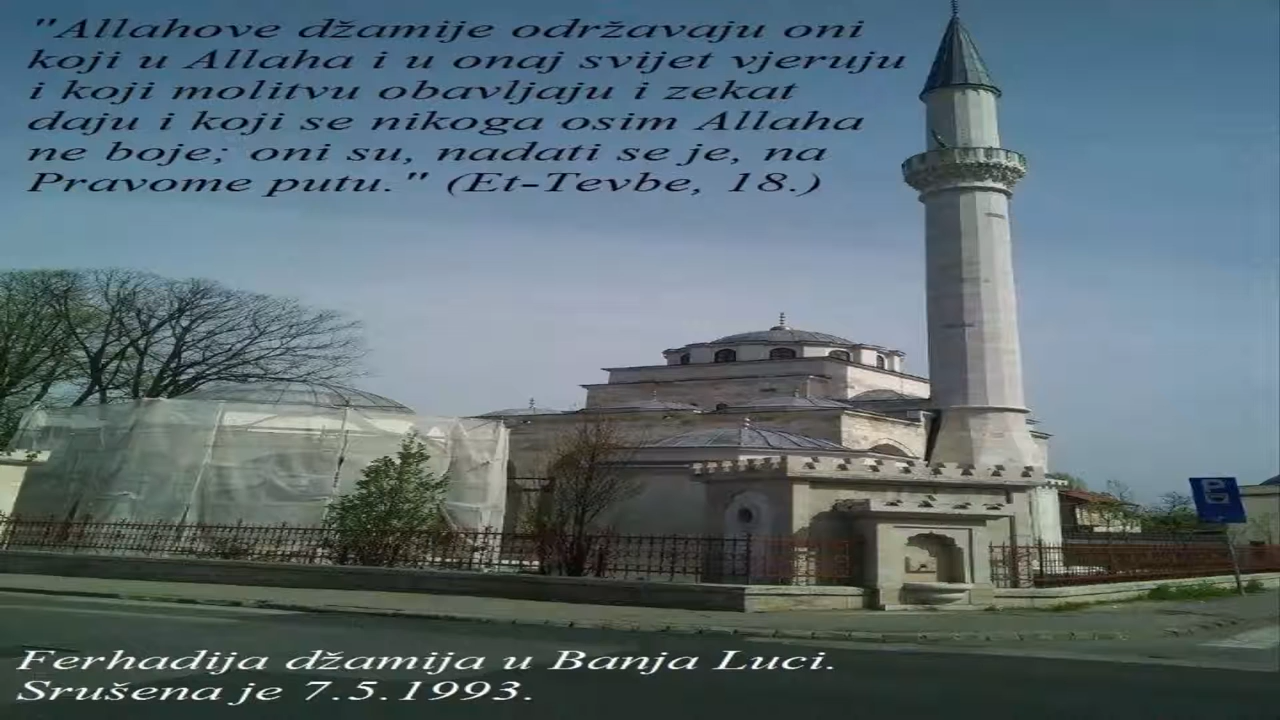 "Allahove džamije održavaju oni
koji u Allaha i u onaj svijet vjeruju
i koji molitvu obavljaju i zekat
daju i koji se nikoga osim Allaha
ne boje; oni su, nadati se je, na
Pravome putu." (Et-Tevbe, 18.)
P
Ferhadija džamija u Banja Luci.
Srušena je 7.5.1993.